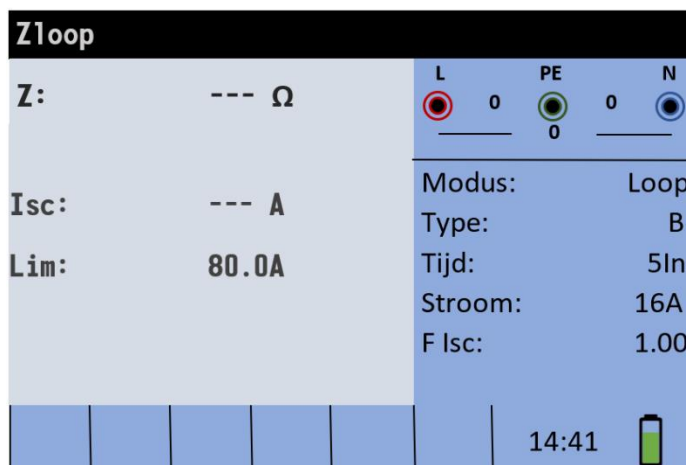 Zloop
Z: --- Ω
Isc: --- A
Lim: 80.0A
L PE N
0 0
0
Modus: Loop
Type: B
Tijd: 5In
Stroom: 16A
F Isc: 1.00
14:41